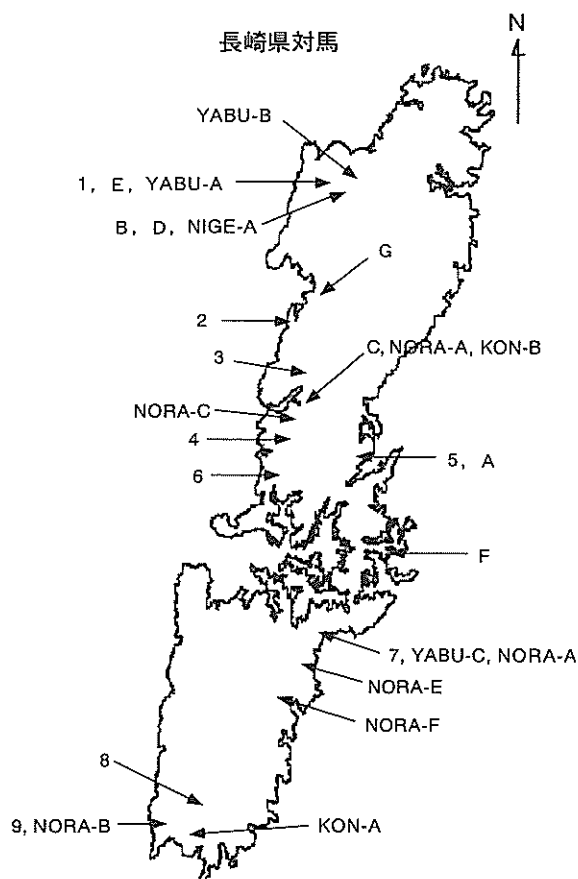 長崎県対馬
N
YABU-B
1, E, YABU-A
B, D, NIGE-A
G
2
3
C, NORA-A, KON-B
NORA-C
4
5, A
6
F
7, YABU-C, NORA-A
NORA-E
NORA-F
8
9, NORA-B
KON-A